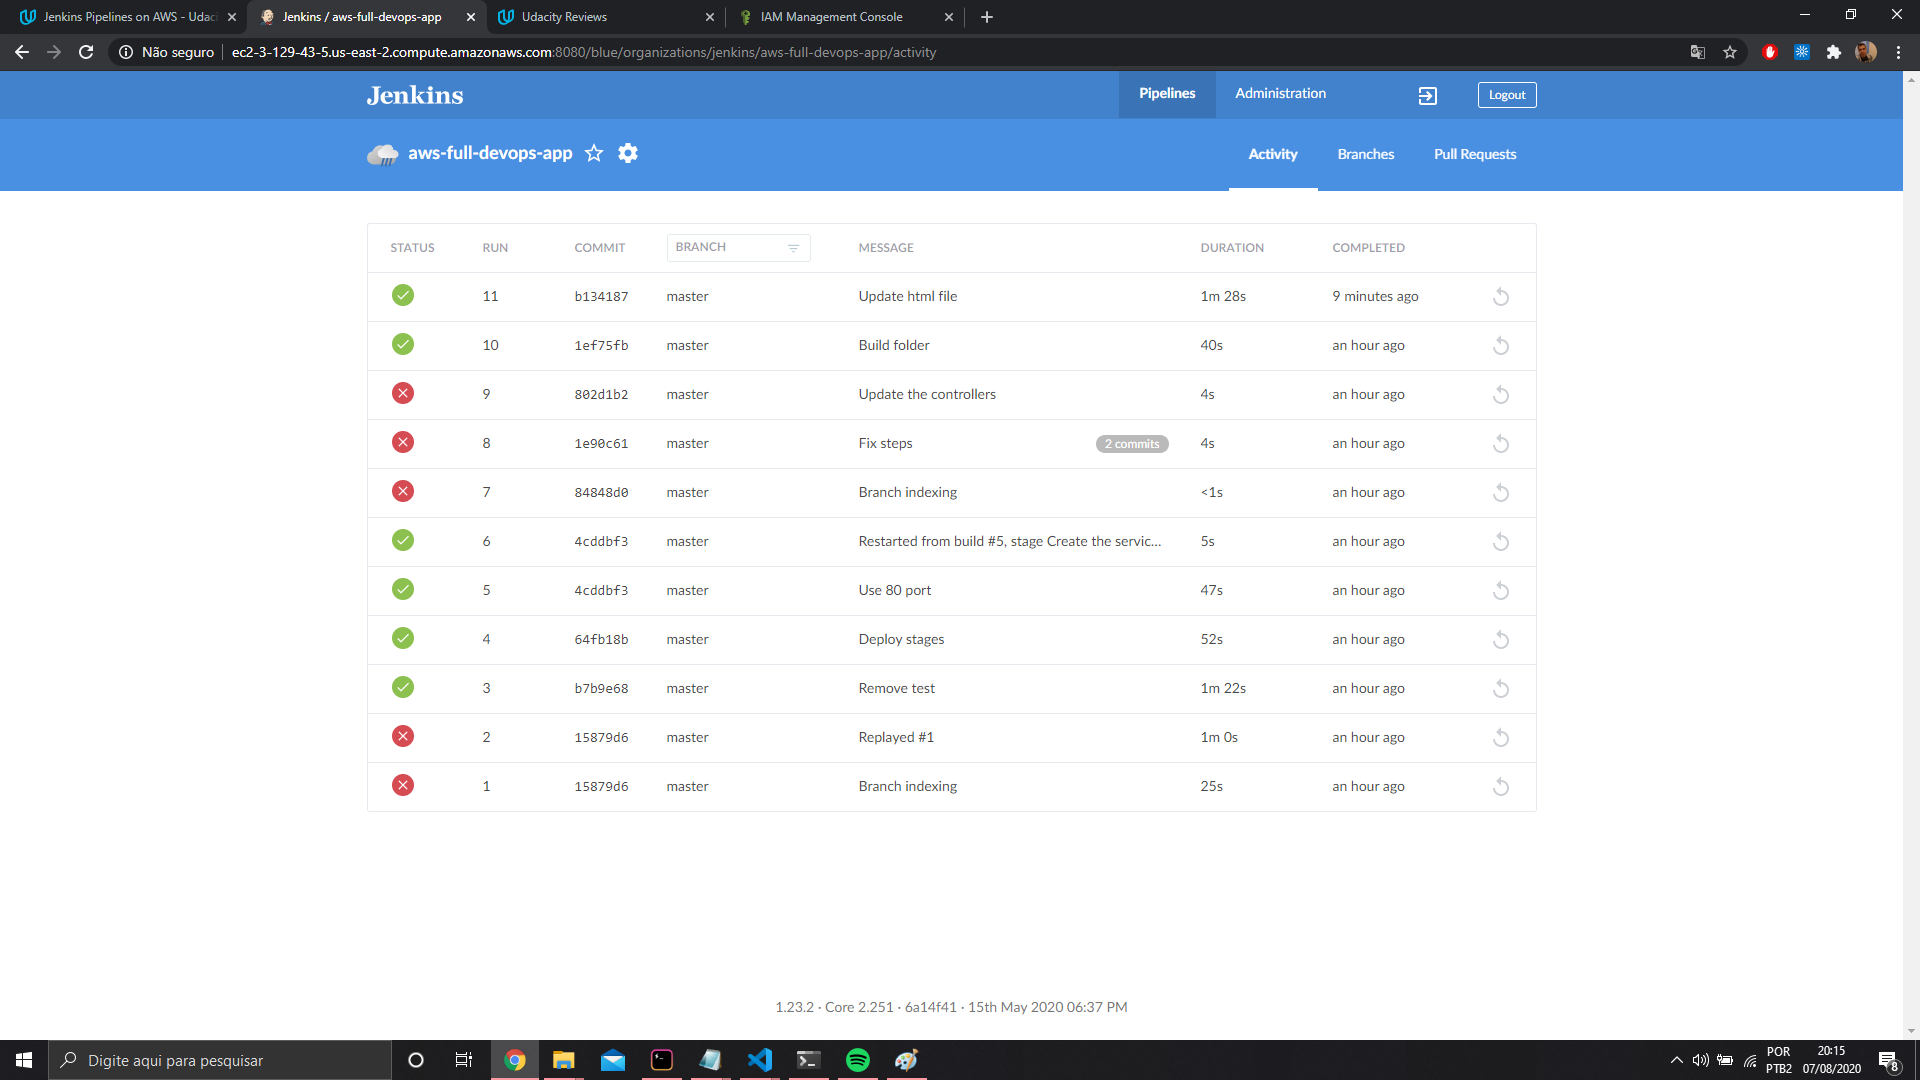 Jenkins Pipelines on AWS - Udac
Jenkins / aws-full-devops-app
Udacity Reviews
IAM Management Console
Não seguro
ec2-3-129-43-5.us-east-2.compute.amazonaws.com:8080/blue/organizations/jenkins/aws-full-devops-app/activity
Jenkins
Pipelines
Administration
Logout
aws-full-devops-app
Activity
Branches
Pull Requests
STATUS RUN COMMIT BRANCH MESSAGE DURATION COMPLETED
11 b134187 master Update html file 1m 28s 9 minutes ago
10 1ef75fb master Build folder 40s an hour ago
9 802d1b2 master Update the controllers 4s an hour ago
8 1e90c61 master Fix steps 2 commits 4s an hour ago
7 84848d0 master Branch indexing <1s an hour ago
6 4cddbf3 master Restarted from build #5, stage Create the servic... 5s an hour ago
5 4cddbf3 master Use 80 port 47s an hour ago
4 64fb18b master Deploy stages 52s an hour ago
3 b7b9e68 master Remove test 1m 22s an hour ago
2 15879d6 master Replayed #1 1m 0s an hour ago
1 15879d6 master Branch indexing 25s an hour ago
1.23.2 · Core 2.251 · 6a14f41 · 15th May 2020 06:37 PM
Digite aqui para pesquisar
POR
PTB2
20:15
07/08/2020
8